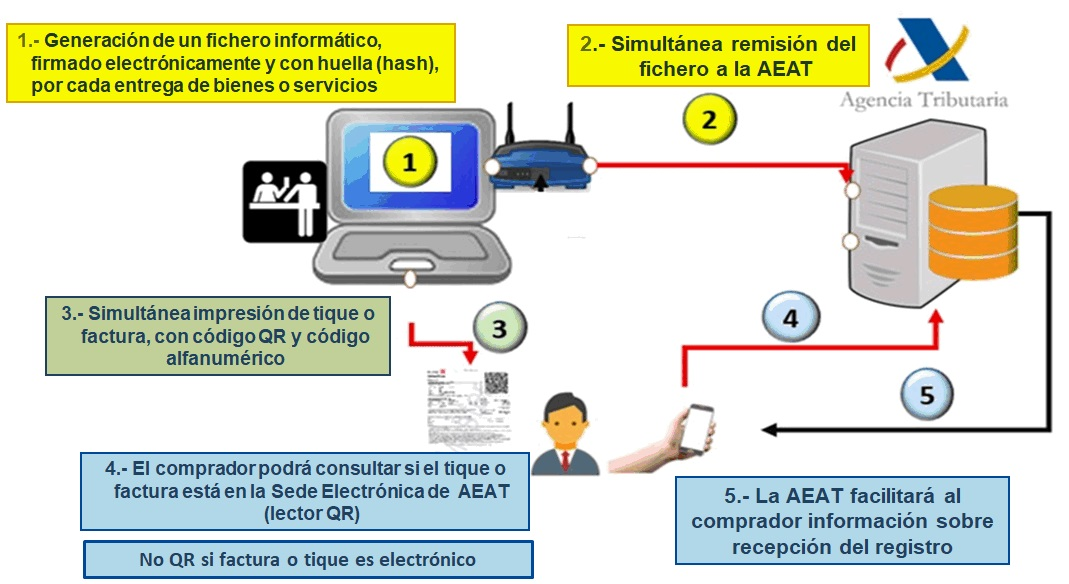 1.- Generación de un fichero informático,
firmado electrónicamente y con huella (hash),
por cada entrega de bienes o servicios
2.- Simultánea remisión del
fichero a la AEAT
Agencia Tributaria
1
2
3.- Simultánea impresión de tique o
factura, con código QR y código
alfanumérico
3
4
5
4.- El comprador podrá consultar si el tique o
factura está en la Sede Electrónica de AEAT
(lector QR)
No QR si factura o tique es electrónico
5.- La AEAT facilitará al
comprador información sobre
recepción del registro